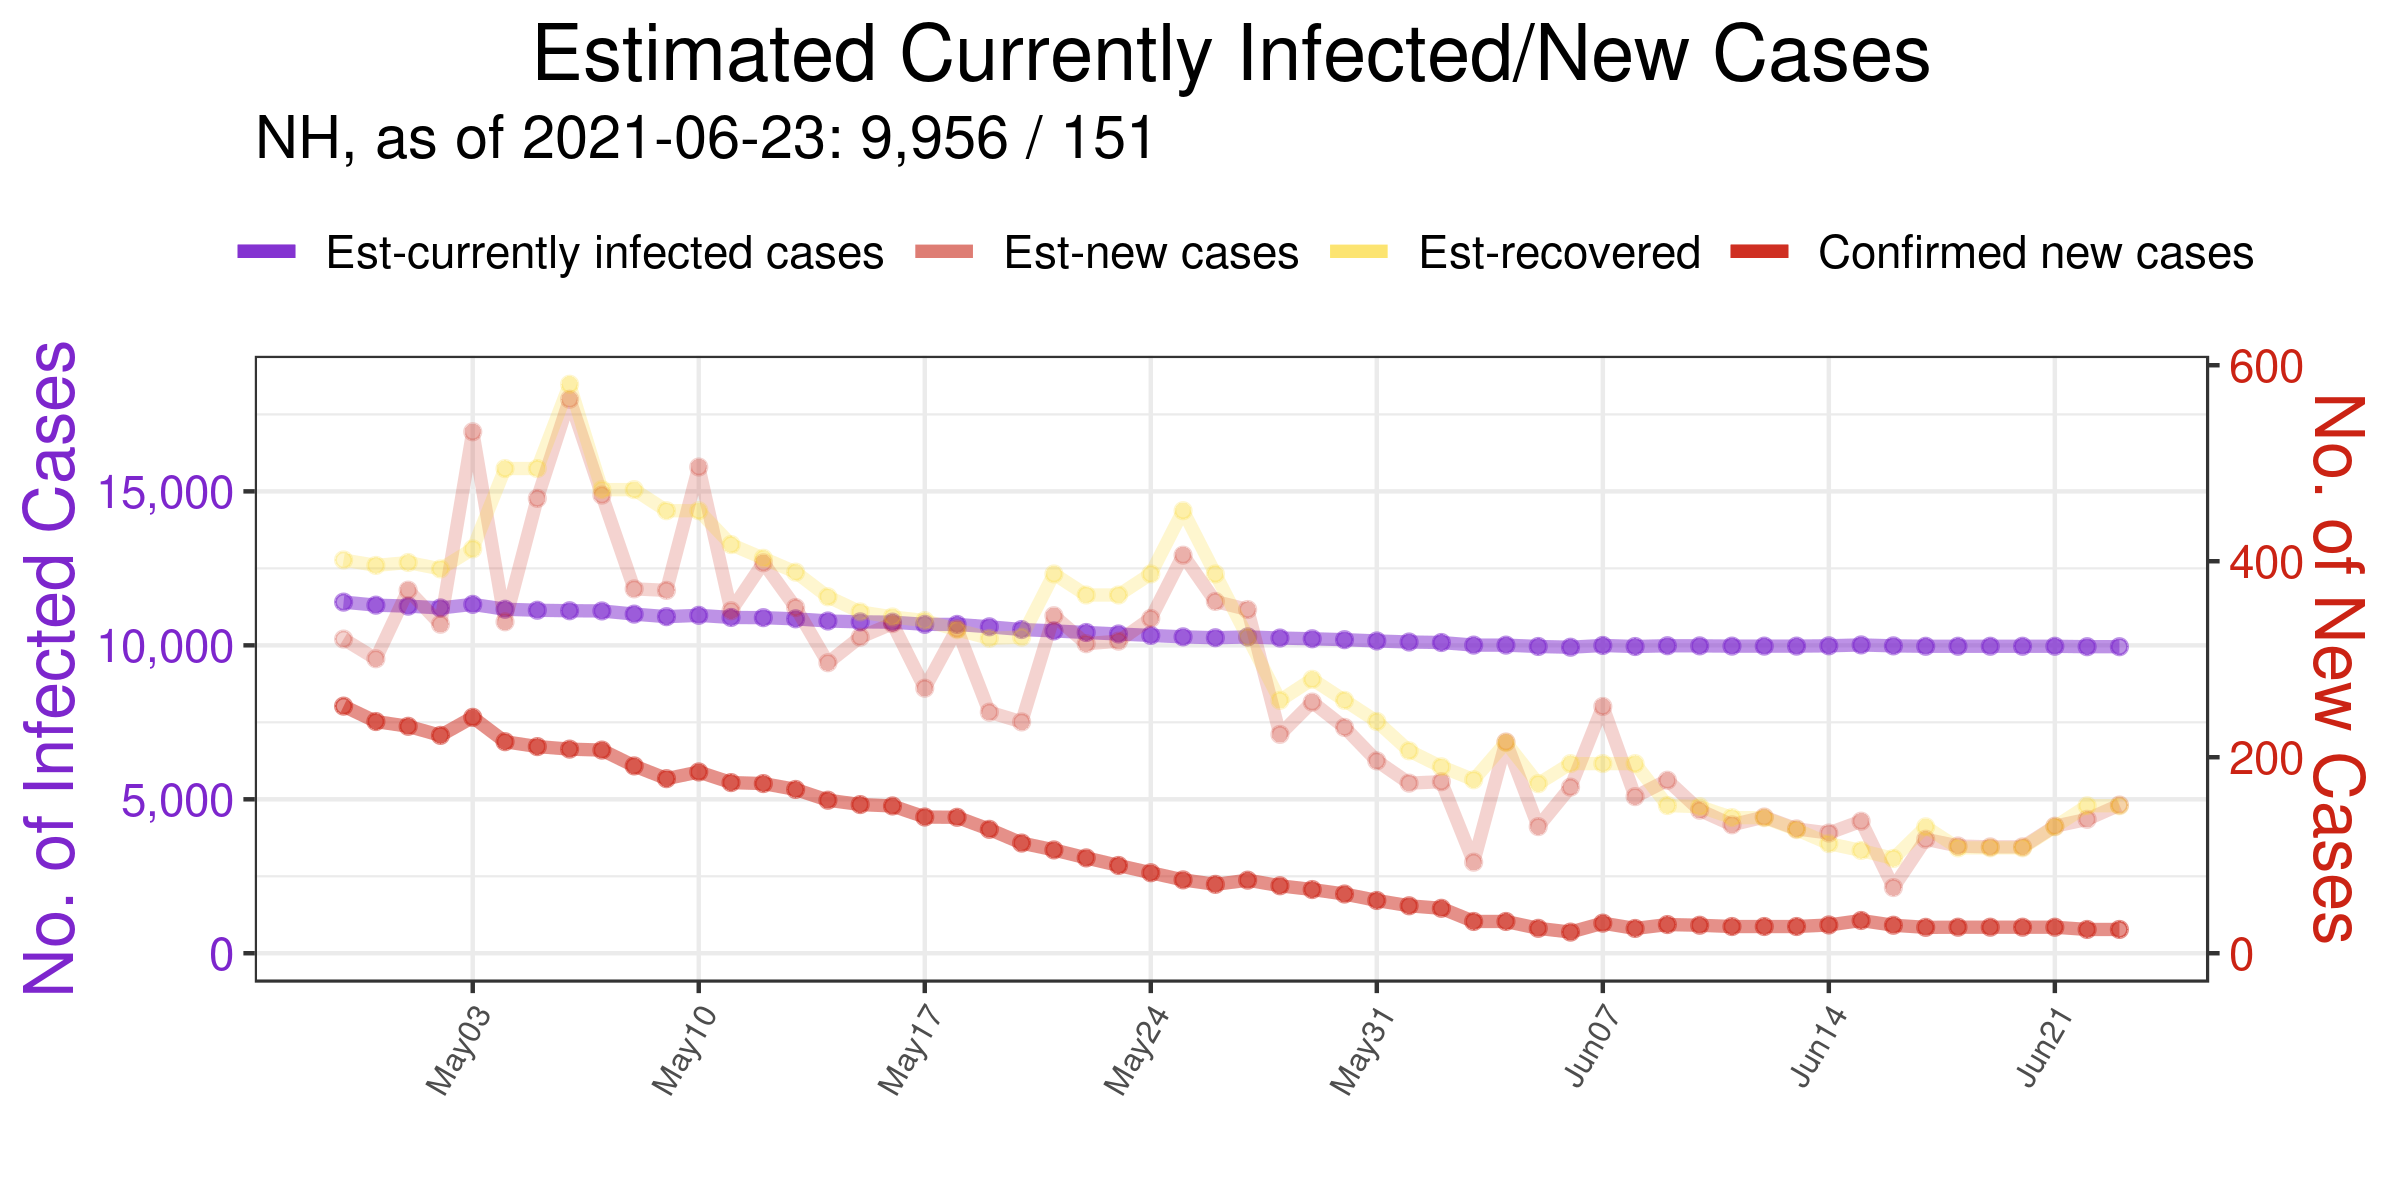 Estimated Currently Infected/New Cases
NH, as of 2021-06-23: 9,956 / 151
Est-currently infected cases
Est-new cases
Est-recovered
Confirmed new cases
No. of Infected Cases
15,000
10,000
5,000
0
600
400
200
0
No. of New Cases
May03
May10
May17
May24
May31
Jun07
Jun14
Jun21